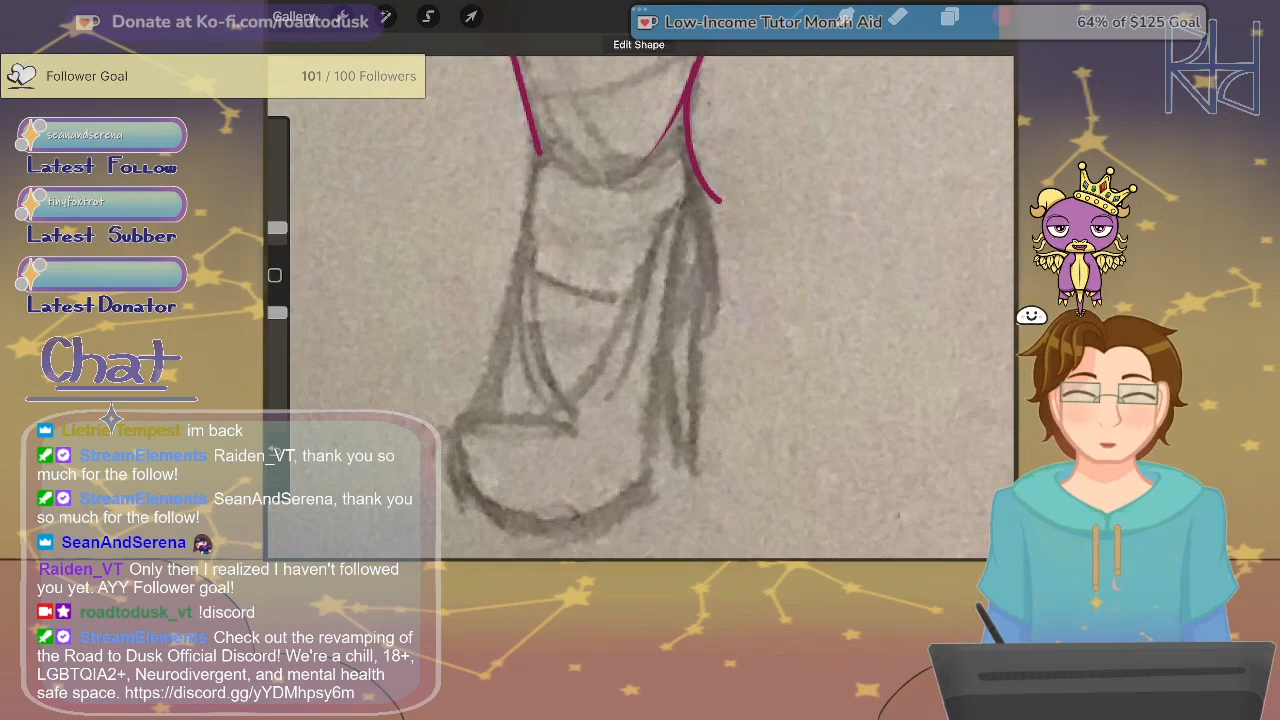 Donate at Ko-fi.com/roadtodusk
Gallery
Low-Income Tutor Month Aid
64% of $125 Goal
Edit Shape
Follower Goal
101 / 100 Followers
seanandserena
Latest Follow
tinyfoxtrot
Latest Subber
Latest Donator
Chat
LietrieTempest im back
StreamElements Raiden_VT, thank you so
much for the follow!
StreamElements SeanAndSerena, thank you
so much for the follow!
SeanAndSerena
Raiden_VT Only then I realized I haven't followed
you yet. AYY Follower goal!
roadtodusk_vt !discord
StreamElements Check out the revamping of
the Road to Dusk Official Discord! We're a chill, 18+,
LGBTQIA2+, Neurodivergent, and mental health
safe space. https://discord.gg/yYDMhpsy6m